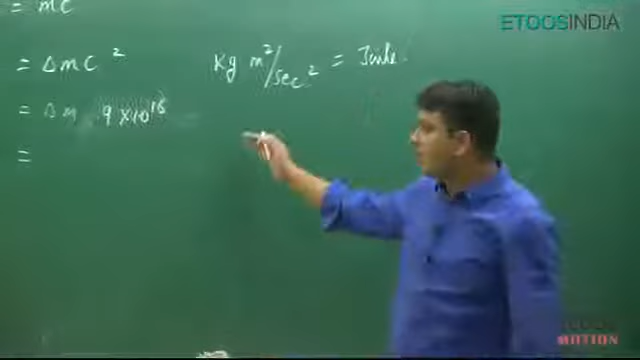 = mc
ETOOSINDIA
= Δmc²
Kg m²/sec² = Joule.
= Δm 9×10¹⁶
=
MOTION